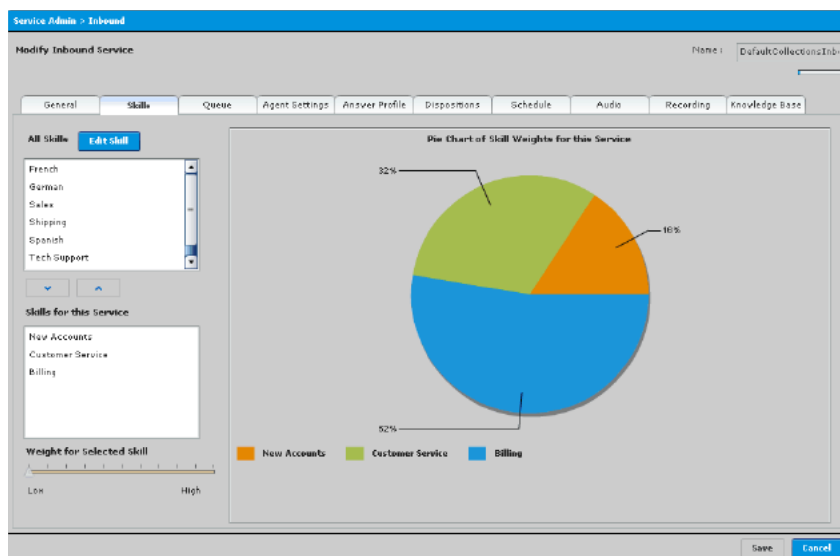 Service Admin > Inbound
Modify Inbound Service
Name :
DefaultCollectionsInb
General
Skills
Queue
Agent Settings
Answer Profile
Dispositions
Schedule
Audio
Recording
Knowledge Base
All Skills
Edit Skill
French
German
Sales
Shipping
Spanish
Tech Support
Skills for this Service
New Accounts
Customer Service
Billing
Weight for Selected Skill
Low High
Pie Chart of Skill Weights for this Service
32%
16%
52%
New Accounts Customer Service Billing
Save Cancel